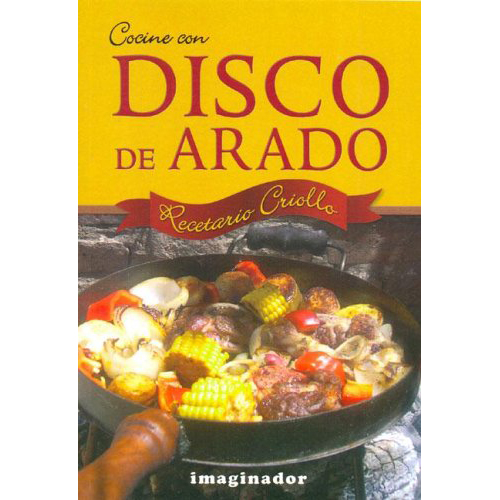 Cocine con
DISCO
DE ARADO
Recetario Criollo
imaginador